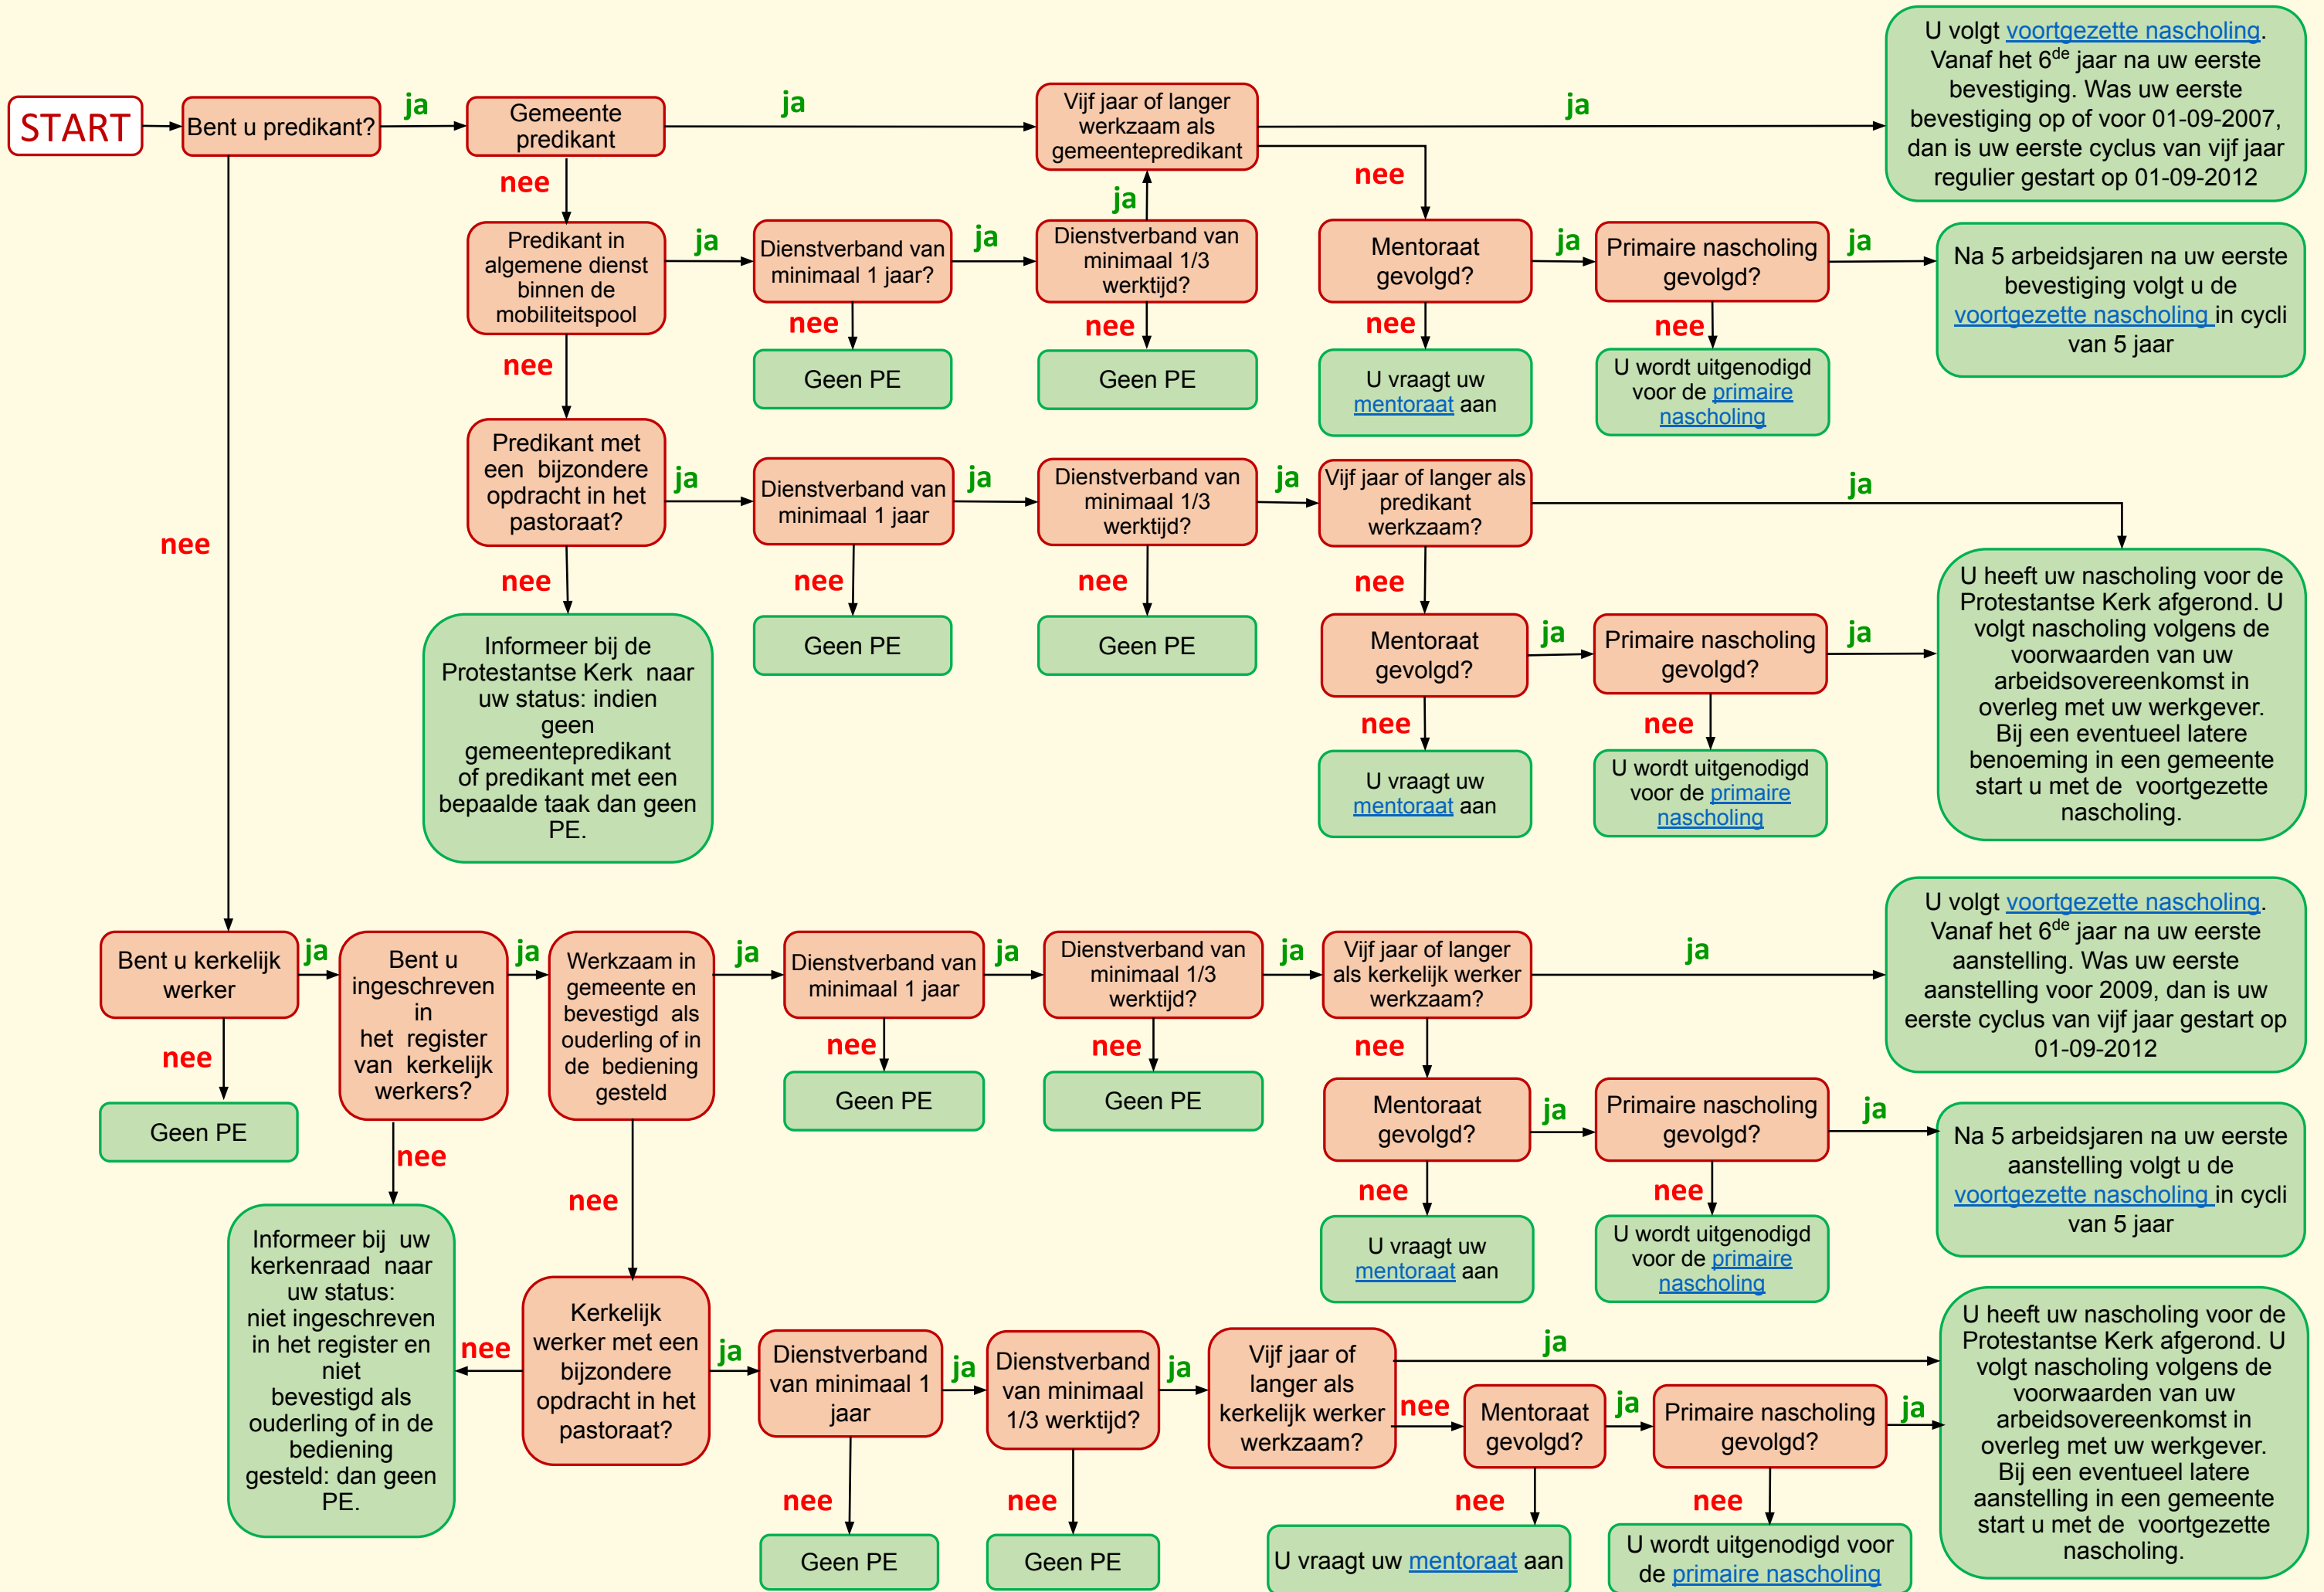 START
Bent u predikant?
ja
Gemeente
predikant
ja
Vijf jaar of langer
werkzaam als
gemeentepredikant
ja
U volgt voortgezette nascholing.
Vanaf het 6de jaar na uw eerste
bevestiging. Was uw eerste
bevestiging op of voor 01-09-2007,
dan is uw eerste cyclus van vijf jaar
regulier gestart op 01-09-2012
nee
nee
ja
nee
Predikant in
algemene dienst
binnen de
mobiliteitspool
ja
Dienstverband van
minimaal 1 jaar?
ja
Dienstverband van
minimaal 1/3
werktijd?
Mentoraat
gevolgd?
ja
Primaire nascholing
gevolgd?
ja
Na 5 arbeidsjaren na uw eerste
bevestiging volgt u de
voortgezette nascholing in cycli
van 5 jaar
nee
nee
nee
nee
nee
Geen PE
Geen PE
U vraagt uw
mentoraat aan
U wordt uitgenodigd
voor de primaire
nascholing
Predikant met
een bijzondere
opdracht in het
pastoraat?
ja
Dienstverband van
minimaal 1 jaar
ja
Dienstverband van
minimaal 1/3
werktijd?
ja
Vijf jaar of langer als
predikant
werkzaam?
ja
nee
nee
nee
nee
Informeer bij de
Protestantse Kerk naar
uw status: indien
geen
gemeentepredikant
of predikant met een
bepaalde taak dan geen
PE.
Geen PE
Geen PE
Mentoraat
gevolgd?
ja
Primaire nascholing
gevolgd?
ja
U heeft uw nascholing voor de
Protestantse Kerk afgerond. U
volgt nascholing volgens de
voorwaarden van uw
arbeidsovereenkomst in
overleg met uw werkgever.
Bij een eventueel latere
benoeming in een gemeente
start u met de voortgezette
nascholing.
nee
nee
U vraagt uw
mentoraat aan
U wordt uitgenodigd
voor de primaire
nascholing
Bent u kerkelijk
werker
ja
Bent u
ingeschreven
in
het register
van kerkelijk
werkers?
ja
Werkzaam in
gemeente en
bevestigd als
ouderling of in
de bediening
gesteld
ja
Dienstverband van
minimaal 1 jaar
ja
Dienstverband van
minimaal 1/3
werktijd?
ja
Vijf jaar of langer
als kerkelijk werker
werkzaam?
ja
U volgt voortgezette nascholing.
Vanaf het 6de jaar na uw eerste
aanstelling. Was uw eerste
aanstelling voor 2009, dan is uw
eerste cyclus van vijf jaar gestart op
01-09-2012
nee
nee
nee
nee
Geen PE
Geen PE
Geen PE
Mentoraat
gevolgd?
ja
Primaire nascholing
gevolgd?
ja
Na 5 arbeidsjaren na uw eerste
aanstelling volgt u de
voortgezette nascholing in cycli
van 5 jaar
nee
nee
nee
nee
U vraagt uw
mentoraat aan
U wordt uitgenodigd
voor de primaire
nascholing
Informeer bij uw
kerkenraad naar
uw status:
niet ingeschreven
in het register en
niet
bevestigd als
ouderling of in de
bediening
gesteld: dan geen
PE.
nee
Kerkelijk
werker met een
bijzondere
opdracht in het
pastoraat?
ja
Dienstverband
van minimaal 1
jaar
ja
Dienstverband
van minimaal
1/3 werktijd?
ja
Vijf jaar of
langer als
kerkelijk werker
werkzaam?
ja
nee
Mentoraat
gevolgd?
ja
Primaire nascholing
gevolgd?
ja
U heeft uw nascholing voor de
Protestantse Kerk afgerond. U
volgt nascholing volgens de
voorwaarden van uw
arbeidsovereenkomst in
overleg met uw werkgever.
Bij een eventueel latere
aanstelling in een gemeente
start u met de voortgezette
nascholing.
nee
nee
nee
nee
Geen PE
Geen PE
U vraagt uw mentoraat aan
U wordt uitgenodigd voor
de primaire nascholing